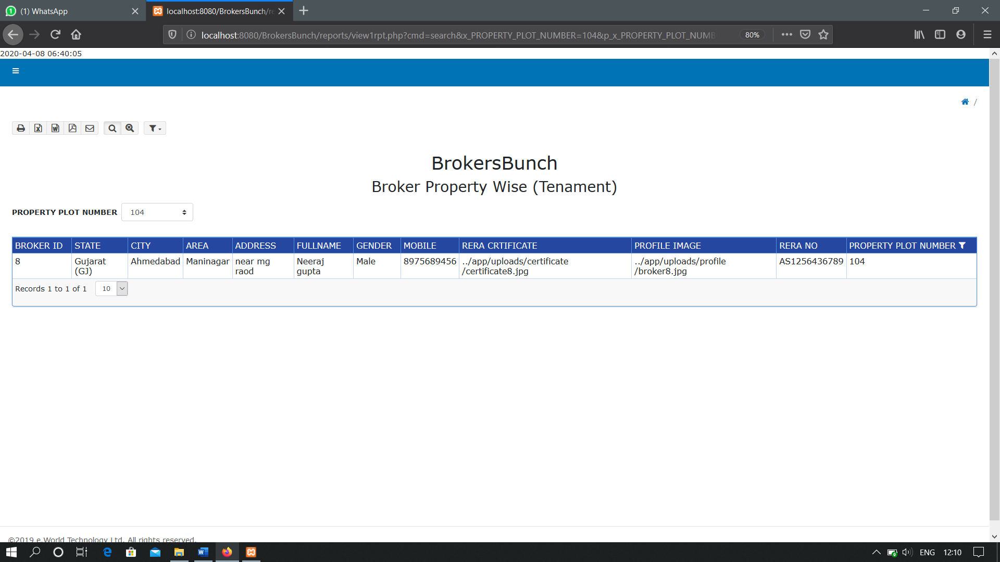 (1) WhatsApp
localhost:8080/BrokersBunch/re
localhost:8080/BrokersBunch/reports/view1rpt.php?cmd=search&x_PROPERTY_PLOT_NUMBER=104&p_x_PROPERTY_PLOT_NUMB
80%
2020-04-08 06:40:05
/
BrokersBunch
Broker Property Wise (Tenament)
PROPERTY PLOT NUMBER 104
BROKER ID STATE CITY AREA ADDRESS FULLNAME GENDER MOBILE RERA CRTIFICATE PROFILE IMAGE RERA NO PROPERTY PLOT NUMBER
8 Gujarat Ahmedabad Maninagar near mg Neeraj Male 8975689456 ../app/uploads/certificate ../app/uploads/profile AS1256436789 104
(GJ) raod gupta /certificate8.jpg /broker8.jpg
Records 1 to 1 of 1 10
©2019 e.World Technology Ltd. All rights reserved.
ENG 12:10